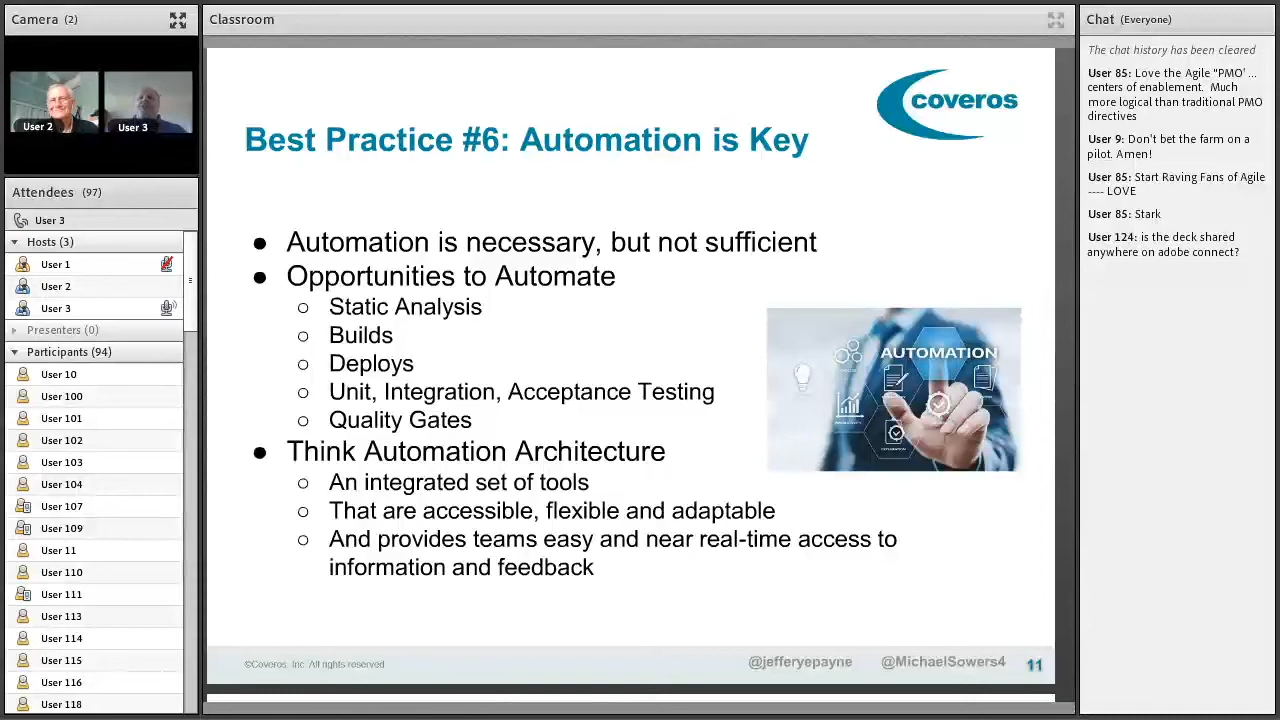 Camera (2)
User 2
User 3
Attendees (97)
User 3
Hosts (3)
User 1
User 2
User 3
Presenters (0)
Participants (94)
User 10
User 100
User 101
User 102
User 103
User 104
User 107
User 109
User 11
User 110
User 111
User 113
User 114
User 115
User 116
User 118
Classroom
coveros
Best Practice #6: Automation is Key
● Automation is necessary, but not sufficient
● Opportunities to Automate
○ Static Analysis
○ Builds
○ Deploys
○ Unit, Integration, Acceptance Testing
○ Quality Gates
● Think Automation Architecture
○ An integrated set of tools
○ That are accessible, flexible and adaptable
○ And provides teams easy and near real-time access to
information and feedback
AUTOMATION
©Coveros, Inc. All rights reserved
@jefferyepayne
@MichaelSowers4
11
Chat (Everyone)
The chat history has been cleared
User 85: Love the Agile "PMO' ...
centers of enablement.  Much
more logical than traditional PMO
directives
User 9: Don't bet the farm on a
pilot. Amen!
User 85: Start Raving Fans of Agile
---- LOVE
User 85: Stark
User 124: is the deck shared
anywhere on adobe connect?